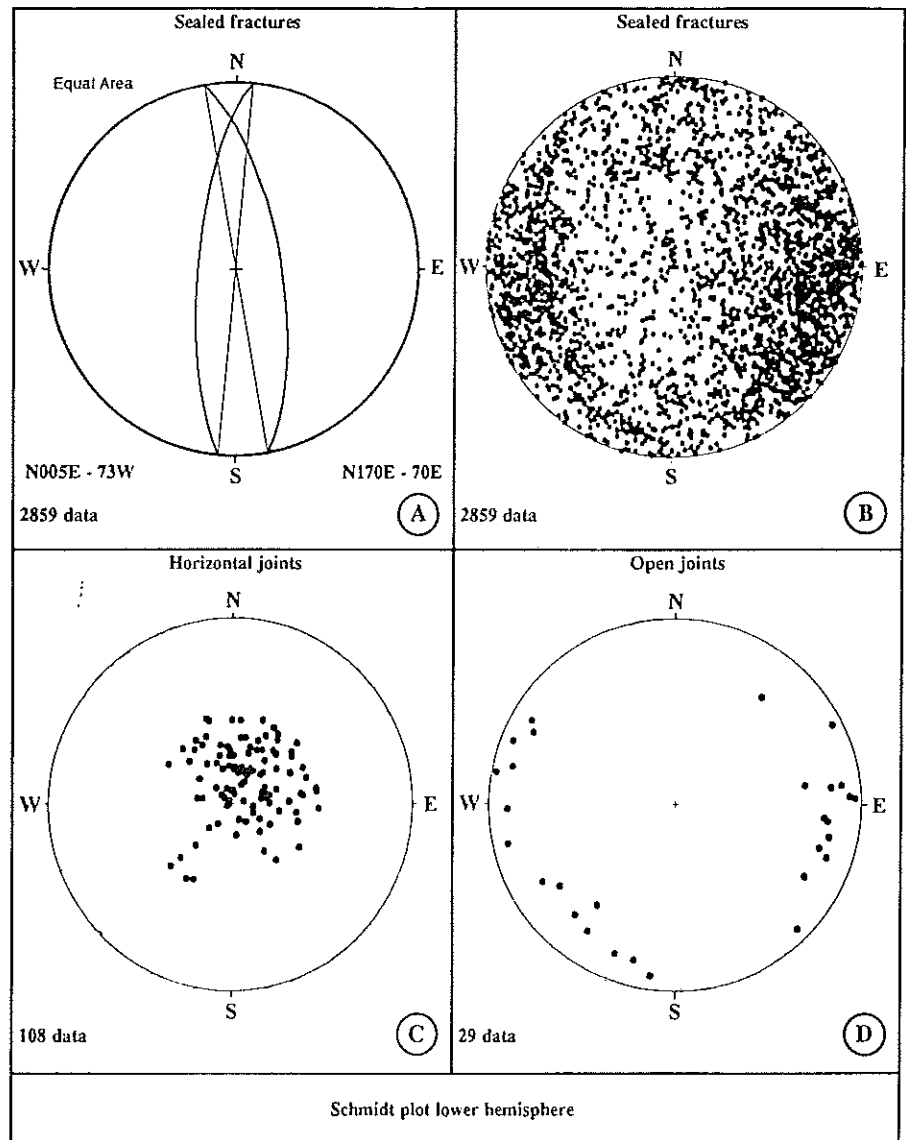 Sealed fractures
N
Equal Area
W
E
S
N005E - 73W
N170E - 70E
2859 data
A
Sealed fractures
N
W
E
S
2859 data
B
Horizontal joints
N
W
E
S
108 data
C
Open joints
N
W
E
S
29 data
D
Schmidt plot lower hemisphere